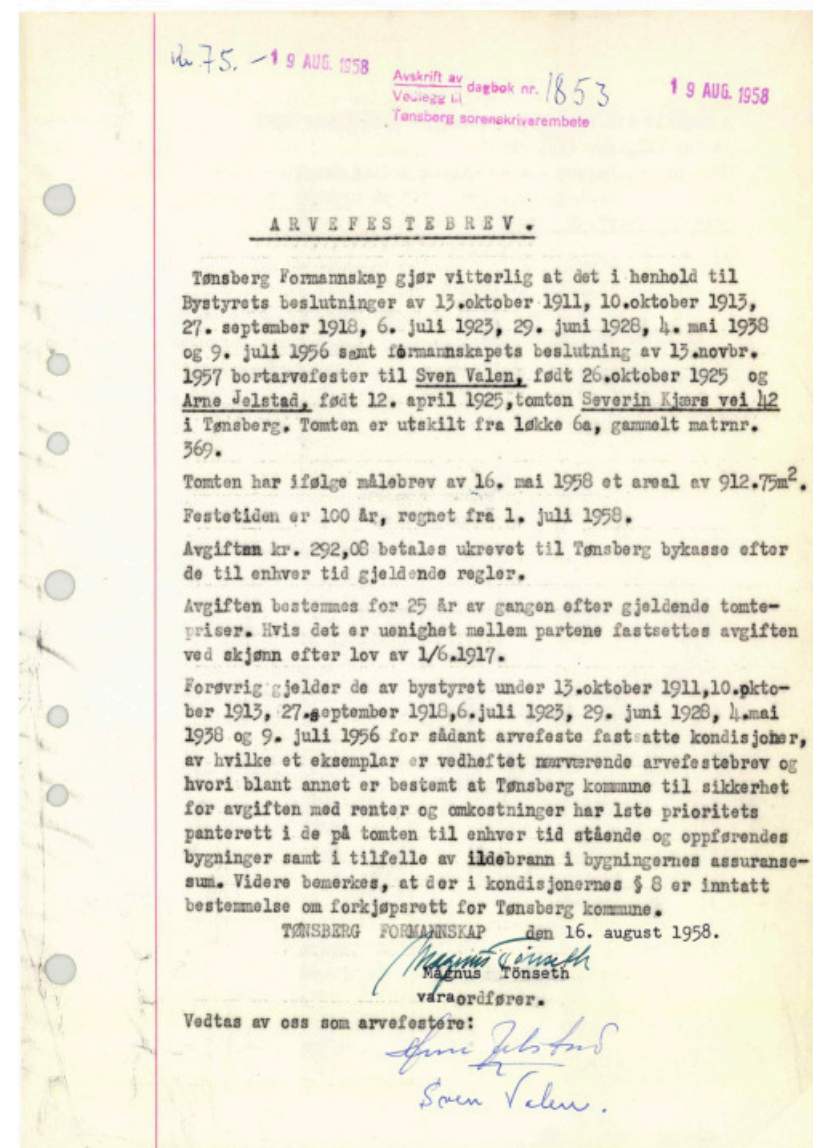 Kr. 75. - 19 AUG. 1958
Avskrift av
Vedlegg til
dagbok nr. 1853
19 AUG. 1958
Tønsberg sorenskriverembete
ARVEFESTEBREV.
Tønsberg Formannskap gjør vitterlig at det i henhold til
Bystyrets beslutninger av 13.oktober 1911, 10.oktober 1913,
27. september 1918, 6. juli 1923, 29. juni 1928, 4. mai 1938
og 9. juli 1956 samt formannskapets beslutning av 13.novbr.
1957 bortarvefester til Sven Valen, født 26.oktober 1925 og
Arne Jelstad, født 12. april 1925,tomten Severin Kjærs vei 42
i Tønsberg. Tomten er utskilt fra løkke 6a, gammelt matrnr.
369.
Tomten har ifølge målebrev av 16. mai 1958 et areal av 912.75m².
Festetiden er 100 år, regnet fra 1. juli 1958.
Avgiften kr. 292,08 betales ukrevet til Tønsberg bykasse efter
de til enhver tid gjeldende regler.
Avgiften bestemmes for 25 år av gangen efter gjeldende tomte-
priser. Hvis det er uenighet mellem partene fastsettes avgiften
ved skjønn efter lov av 1/6.1917.
Forøvrig gjelder de av bystyret under 13.oktober 1911,10.pkto-
ber 1913, 27.september 1918,6.juli 1923, 29. juni 1928, 4.mai
1938 og 9. juli 1956 for sådant arvefeste fastsatte kondisjoner,
av hvilke et eksemplar er vedheftet nærværende arvefestebrev og
hvori blant annet er bestemt at Tønsberg kommune til sikkerhet
for avgiften med renter og omkostninger har 1ste prioritets
panterett i de på tomten til enhver tid stående og oppførendes
bygninger samt i tilfelle av ildebrann i bygningernes assuranse-
sum. Videre bemerkes, at der i kondisjonernes § 8 er inntatt
bestemmelse om forkjøpsrett for Tønsberg kommune.
TØNSBERG FORMANNSKAP den 16. august 1958.
Magnus Tönseth
Magnus Tönseth
varaordfører.
Vedtas av oss som arvefestere:
Arne Jelstad
Sven Valen.